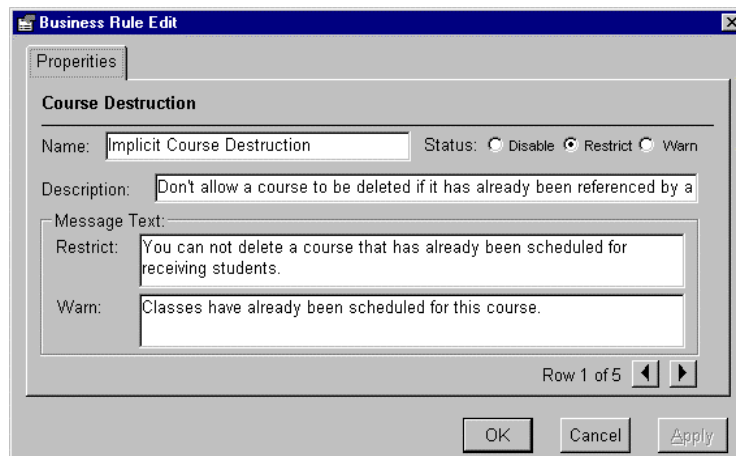 Business Rule Edit
Properities
Course Destruction
Name: Implicit Course Destruction Status: Disable Restrict Warn
Description: Don't allow a course to be deleted if it has already been referenced by a
Message Text:
Restrict: You can not delete a course that has already been scheduled for
receiving students.
Warn: Classes have already been scheduled for this course.
Row 1 of 5
OK Cancel Apply